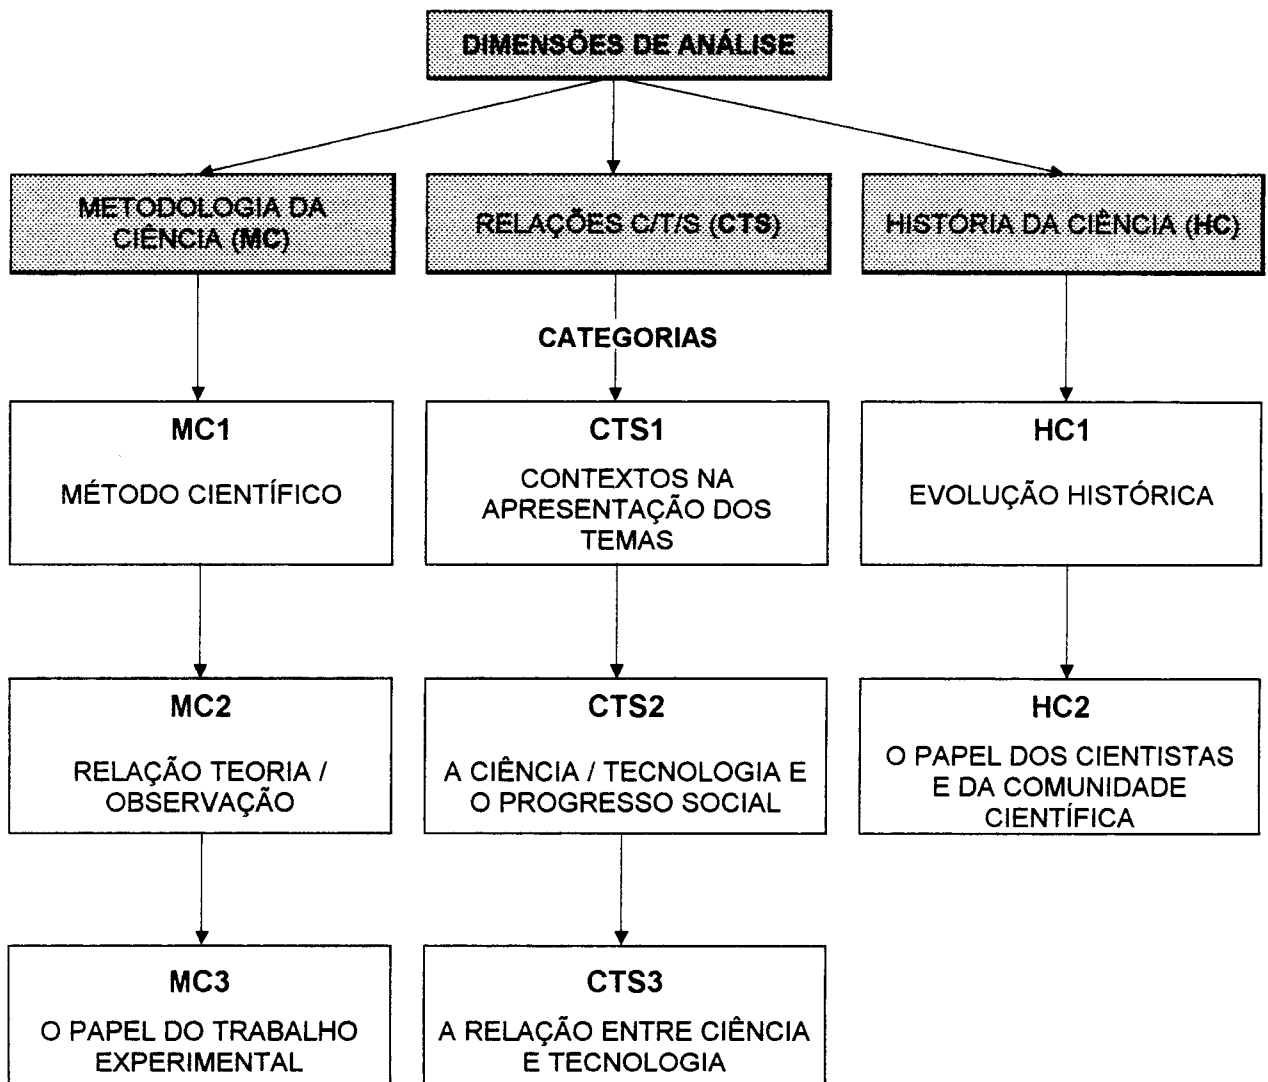 DIMENSÕES DE ANÁLISE
METODOLOGIA DA
CIÊNCIA (MC)
RELAÇÕES C/T/S (CTS)
HISTÓRIA DA CIÊNCIA (HC)
CATEGORIAS
MC1
MÉTODO CIENTÍFICO
CTS1
CONTEXTOS NA
APRESENTAÇÃO DOS
TEMAS
HC1
EVOLUÇÃO HISTÓRICA
MC2
RELAÇÃO TEORIA /
OBSERVAÇÃO
CTS2
A CIÊNCIA / TECNOLOGIA E
O PROGRESSO SOCIAL
HC2
O PAPEL DOS CIENTISTAS
E DA COMUNIDADE
CIENTÍFICA
MC3
O PAPEL DO TRABALHO
EXPERIMENTAL
CTS3
A RELAÇÃO ENTRE CIÊNCIA
E TECNOLOGIA